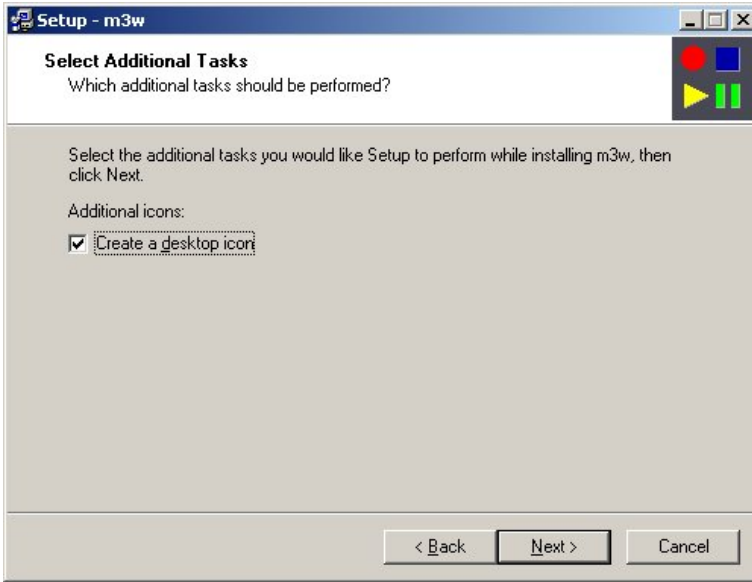 Setup - m3w
Select Additional Tasks
Which additional tasks should be performed?
Select the additional tasks you would like Setup to perform while installing m3w, then
click Next.
Additional icons:
Create a desktop icon
< Back
Next >
Cancel